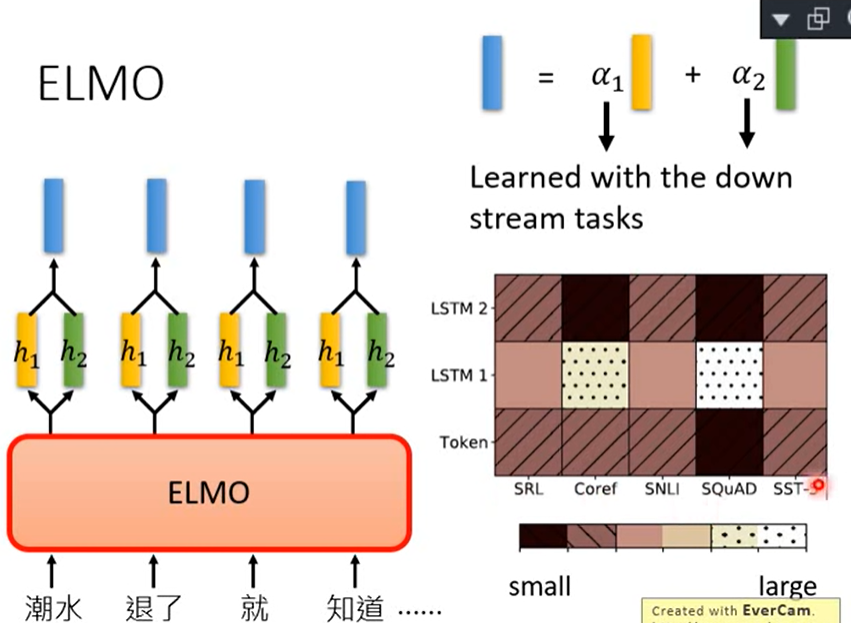 ELMO
= α1 + α2
Learned with the down
stream tasks
h1 h2 h1 h2 h1 h2 h1 h2
ELMO
潮水 退了 就 知道 ……
LSTM 2
LSTM 1
Token
SRL Coref SNLI SQuAD SST-
small large
Created with EverCam.